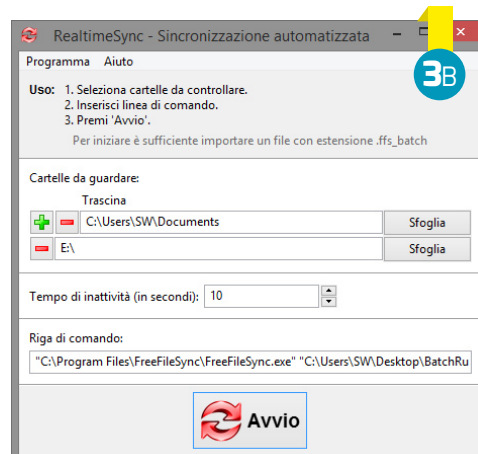 RealtimeSync - Sincronizzazione automatizzata
3B
Programma Aiuto
Uso: 1. Seleziona cartelle da controllare.
2. Inserisci linea di comando.
3. Premi 'Avvio'.
Per iniziare è sufficiente importare un file con estensione .ffs_batch
Cartelle da guardare:
Trascina
C:\Users\SW\Documents Sfoglia
E:\ Sfoglia
Tempo di inattività (in secondi): 10
Riga di comando:
"C:\Program Files\FreeFileSync\FreeFileSync.exe" "C:\Users\SW\Desktop\BatchRu
Avvio